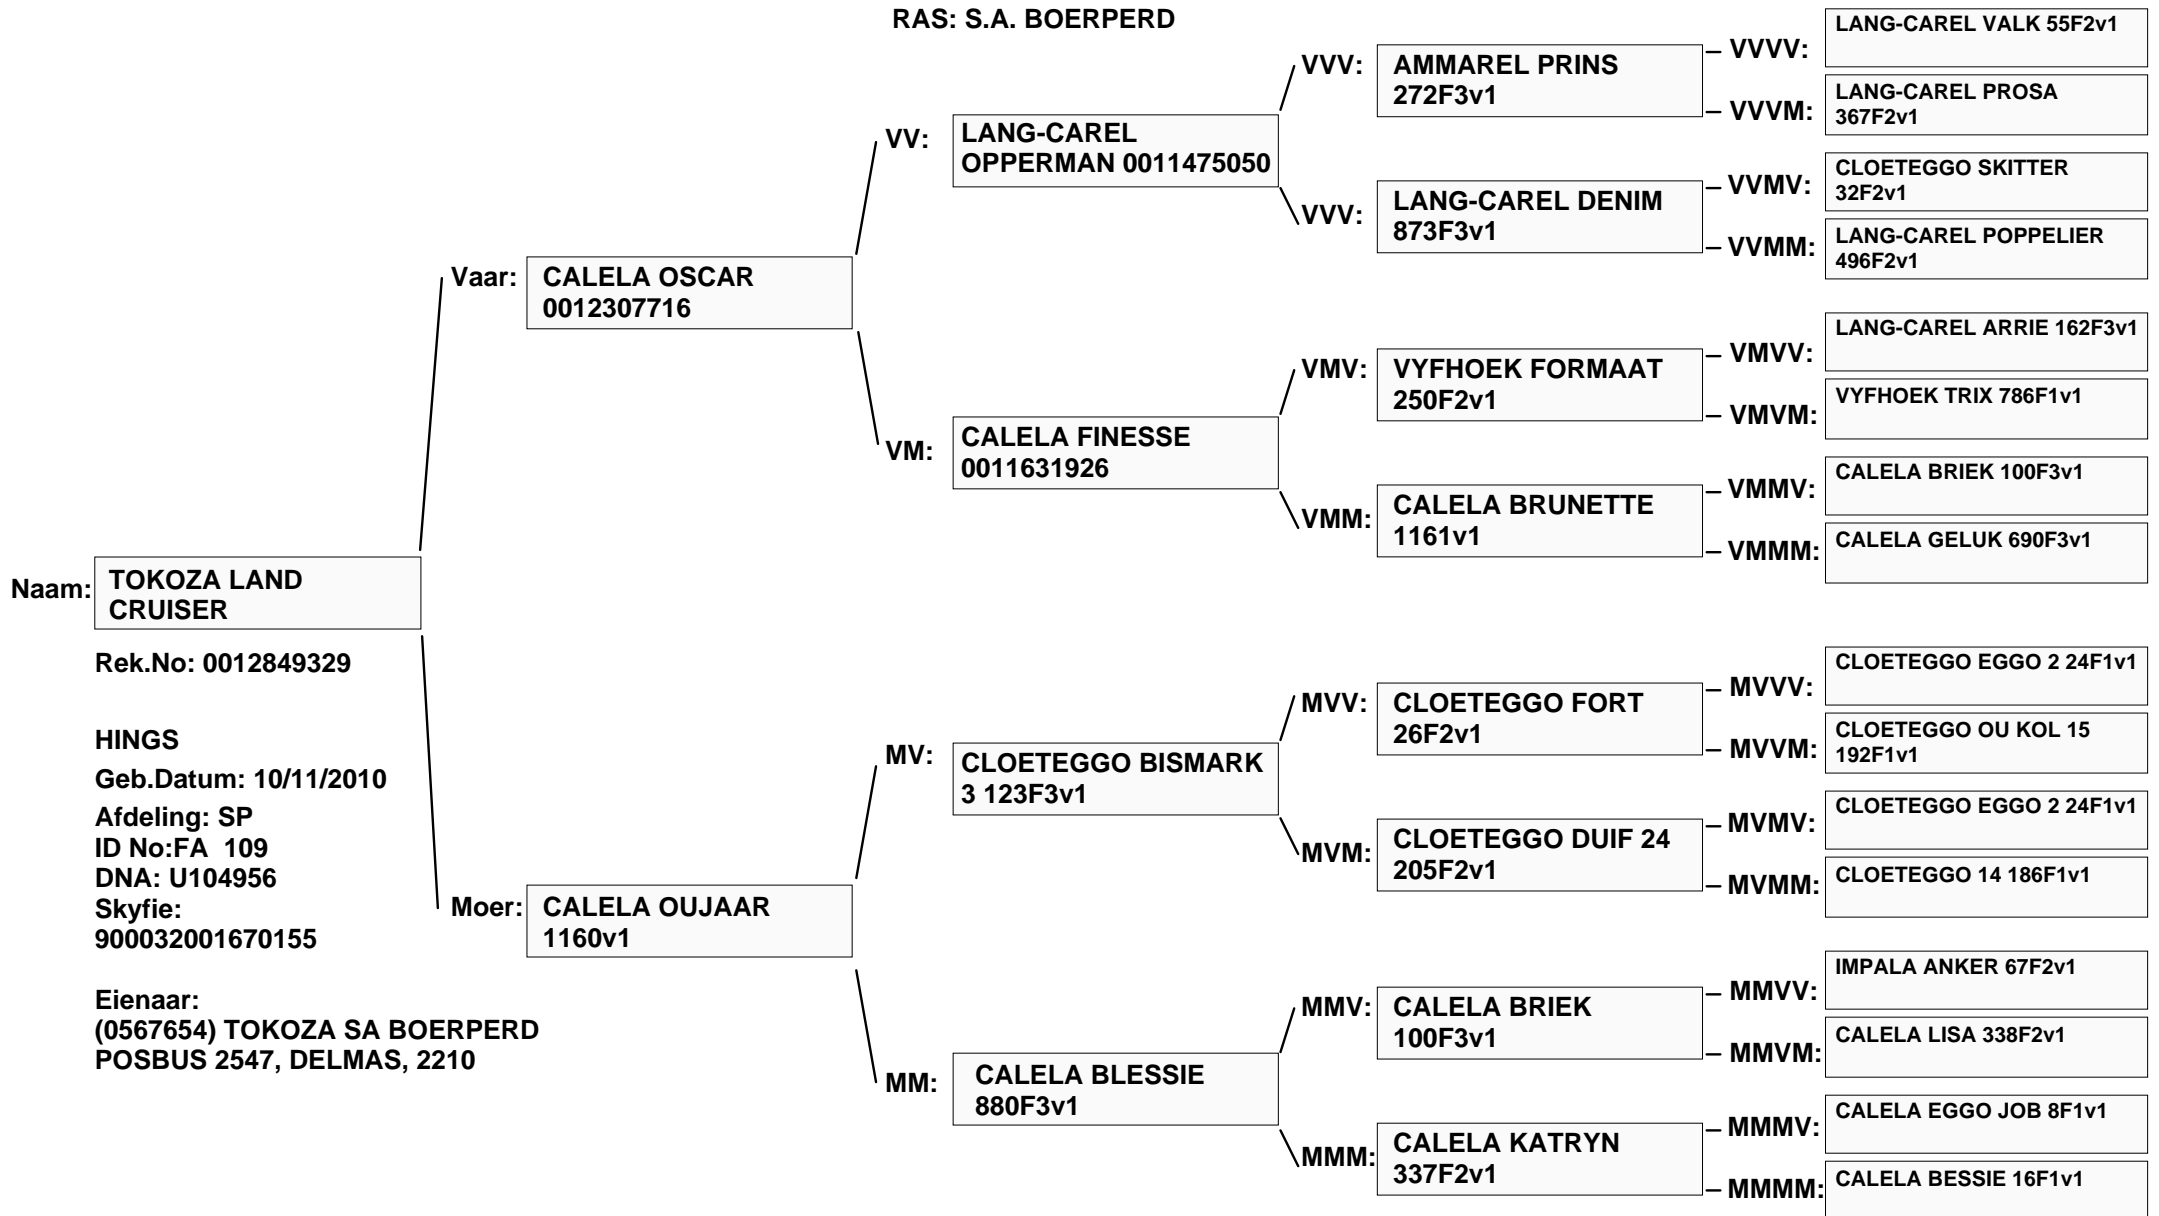 RAS: S.A. BOERPERD
Naam:
TOKOZA LAND
CRUISER
Rek.No: 0012849329
HINGS
Geb.Datum: 10/11/2010
Afdeling: SP
ID No:FA  109
DNA: U104956
Skyfie:
900032001670155
Eienaar:
(0567654) TOKOZA SA BOERPERD
POSBUS 2547, DELMAS, 2210
Vaar:
CALELA OSCAR
0012307716
Moer:
CALELA OUJAAR
1160v1
VV:
LANG-CAREL
OPPERMAN 0011475050
VM:
CALELA FINESSE
0011631926
MV:
CLOETEGGO BISMARK
3 123F3v1
MM:
CALELA BLESSIE
880F3v1
VVV:
AMMAREL PRINS
272F3v1
VVV:
LANG-CAREL DENIM
873F3v1
VMV:
VYFHOEK FORMAAT
250F2v1
VMM:
CALELA BRUNETTE
1161v1
MVV:
CLOETEGGO FORT
26F2v1
MVM:
CLOETEGGO DUIF 24
205F2v1
MMV:
CALELA BRIEK
100F3v1
MMM:
CALELA KATRYN
337F2v1
VVVV:
LANG-CAREL VALK 55F2v1
VVVM:
LANG-CAREL PROSA
367F2v1
VVMV:
CLOETEGGO SKITTER
32F2v1
VVMM:
LANG-CAREL POPPELIER
496F2v1
VMVV:
LANG-CAREL ARRIE 162F3v1
VMVM:
VYFHOEK TRIX 786F1v1
VMMV:
CALELA BRIEK 100F3v1
VMMM:
CALELA GELUK 690F3v1
MVVV:
CLOETEGGO EGGO 2 24F1v1
MVVM:
CLOETEGGO OU KOL 15
192F1v1
MVMV:
CLOETEGGO EGGO 2 24F1v1
MVMM:
CLOETEGGO 14 186F1v1
MMVV:
IMPALA ANKER 67F2v1
MMVM:
CALELA LISA 338F2v1
MMMV:
CALELA EGGO JOB 8F1v1
MMMM:
CALELA BESSIE 16F1v1